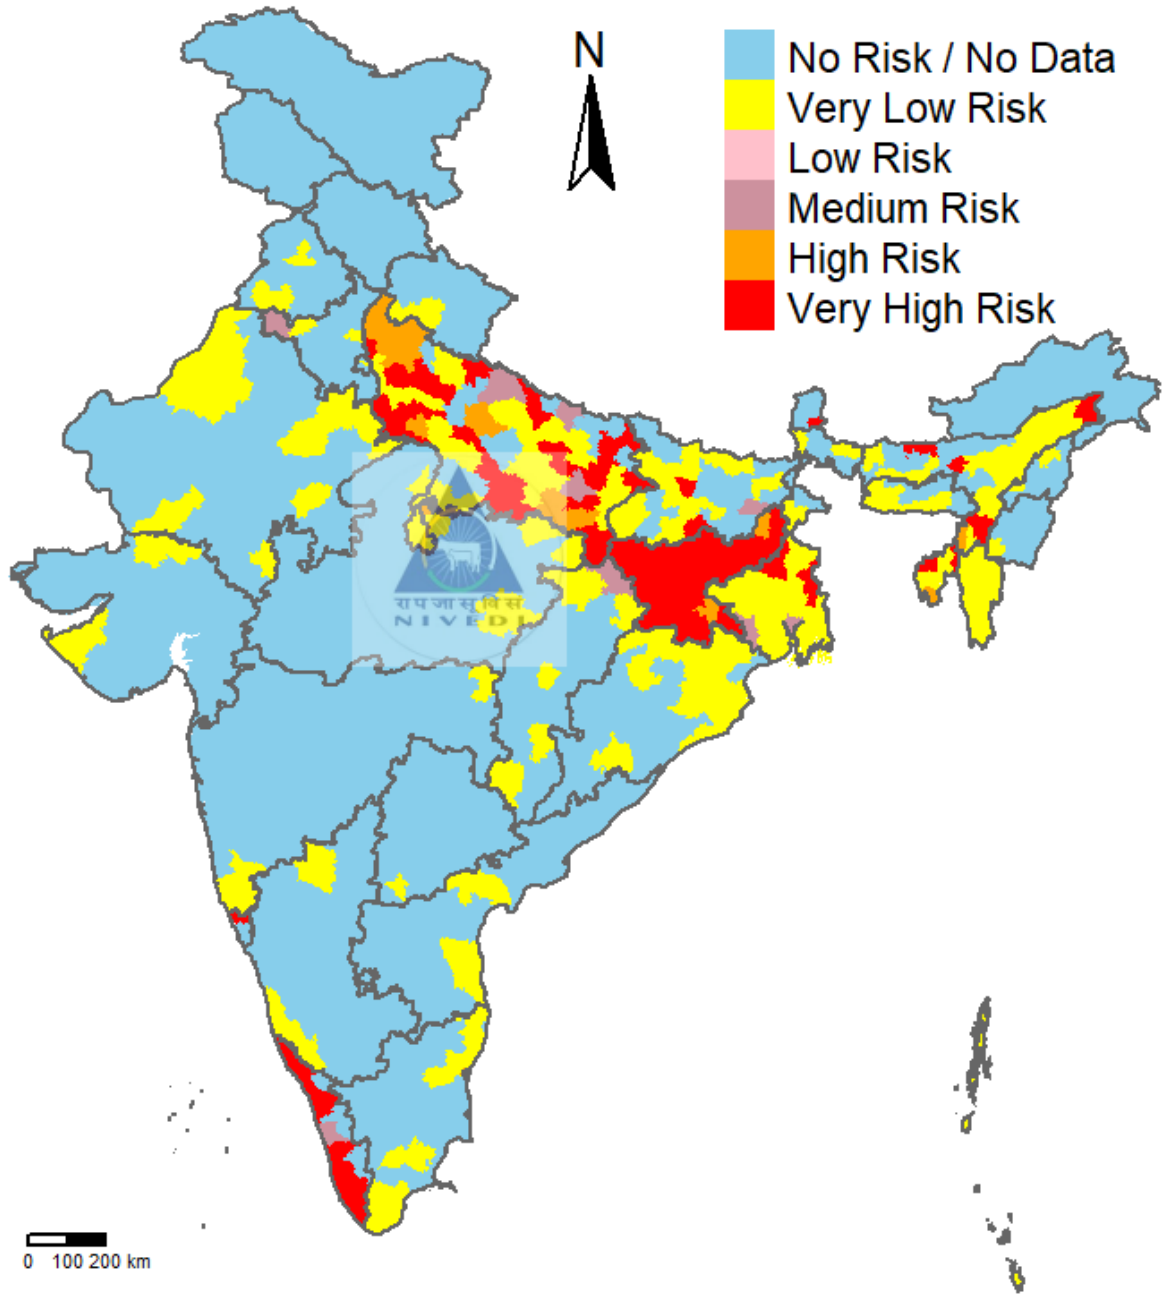 N
No Risk / No Data
Very Low Risk
Low Risk
Medium Risk
High Risk
Very High Risk
रा प जा सू वि सं
NIVEDI
0 100 200 km